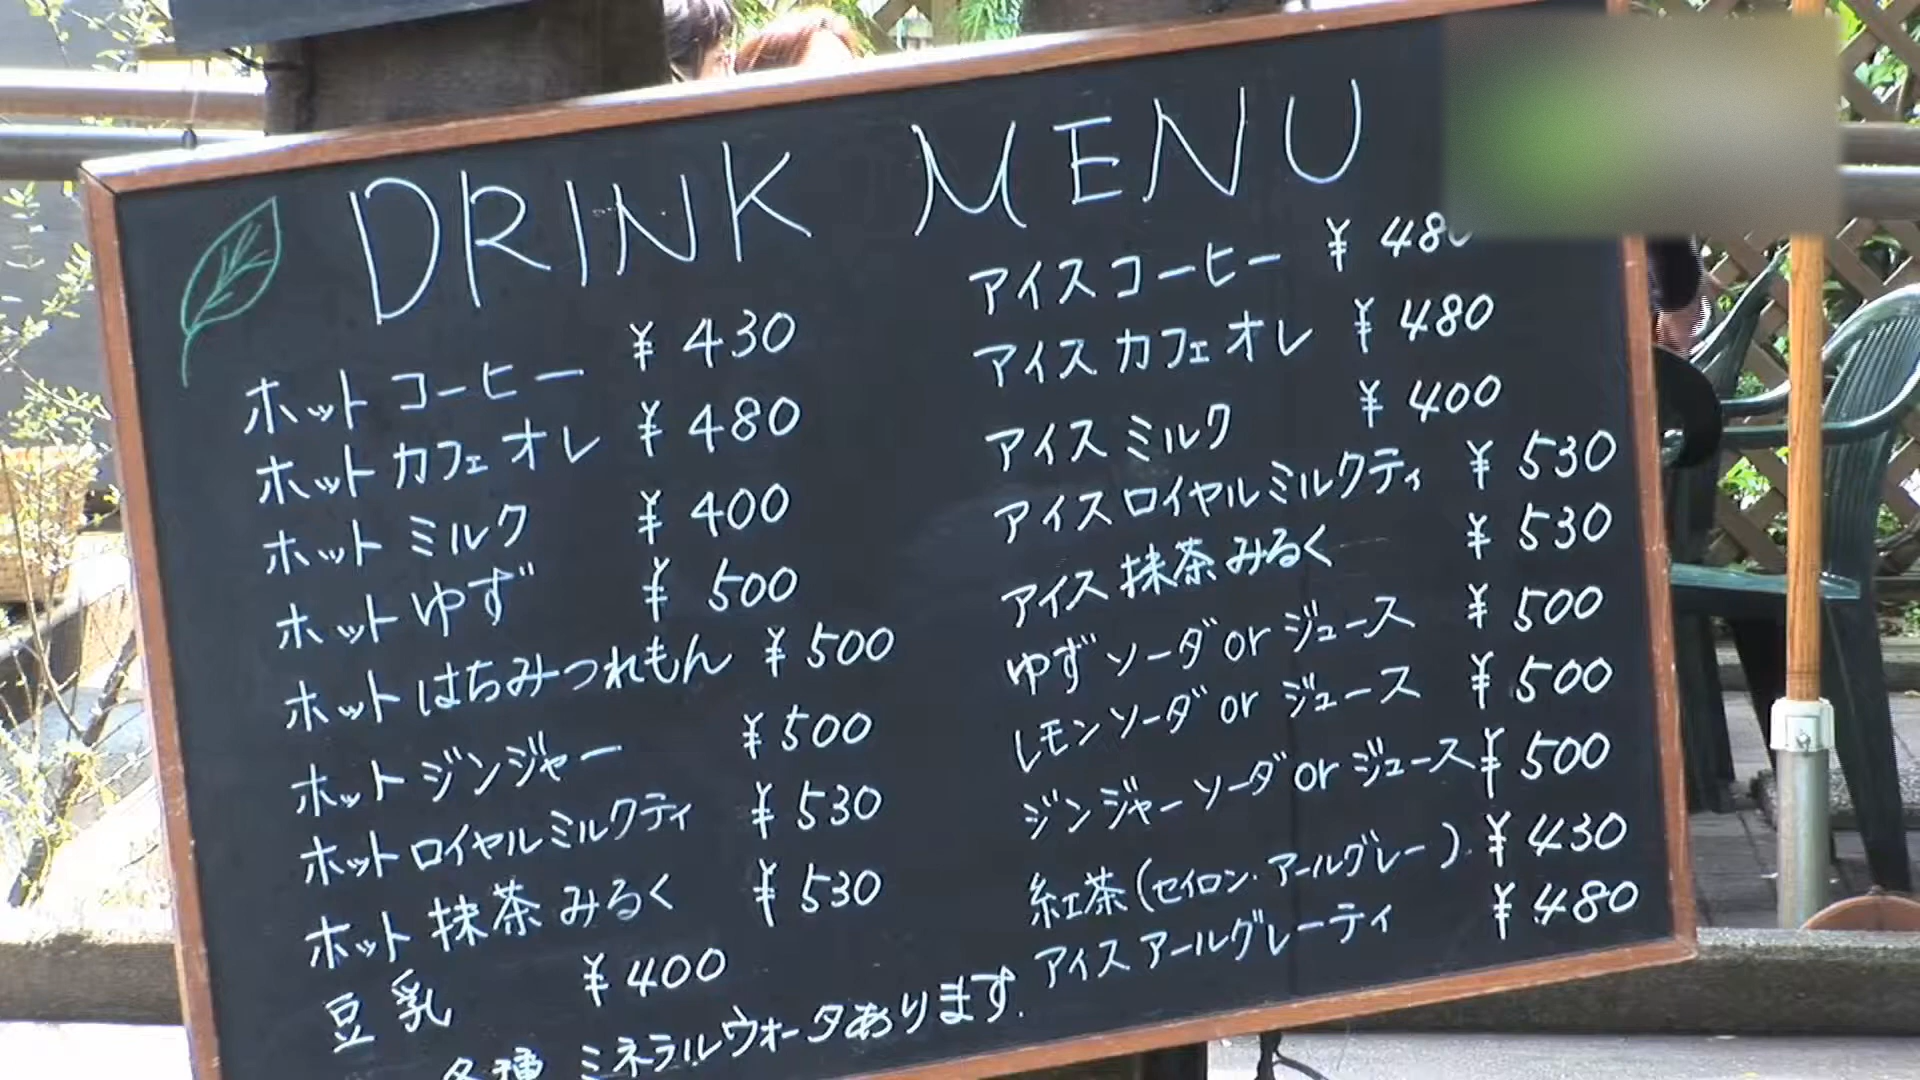 DRINK MENU
ホットコーヒー ¥430
ホットカフェオレ ¥480
ホットミルク ¥400
ホットゆず ¥500
ホットはちみつれもん ¥500
ホットジンジャー ¥500
ホットロイヤルミルクティ ¥530
ホット抹茶みるく ¥530
豆乳 ¥400
各種 ミネラルウォータあります.
アイスコーヒー ¥480
アイスカフェオレ ¥480
アイスミルク ¥400
アイスロイヤルミルクティ ¥530
アイス抹茶みるく ¥530
ゆずソーダorジュース ¥500
レモンソーダorジュース ¥500
ジンジャーソーダorジュース ¥500
紅茶(セイロン・アールグレー) ¥430
アイスアールグレーティ ¥480